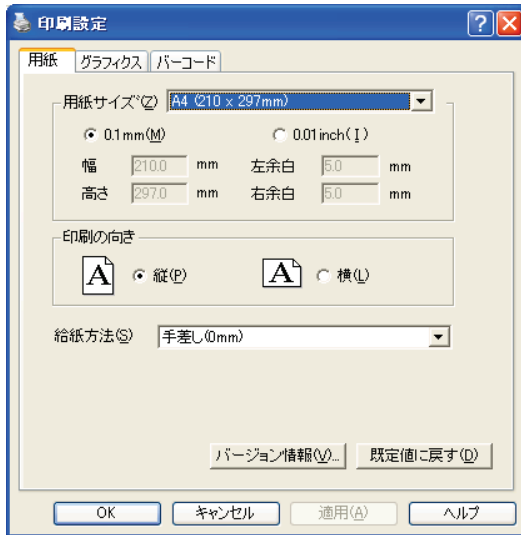 印刷設定
用紙 グラフィクス バーコード
用紙サイズ(Z) A4 (210 x 297mm)
0.1mm(M) 0.01inch(I)
幅 210.0 mm 左余白 5.0 mm
高さ 297.0 mm 右余白 5.0 mm
印刷の向き
A 縦(P) A 横(L)
給紙方法(S) 手差し(0mm)
バージョン情報(V)... 既定値に戻す(D)
OK キャンセル 適用(A) ヘルプ